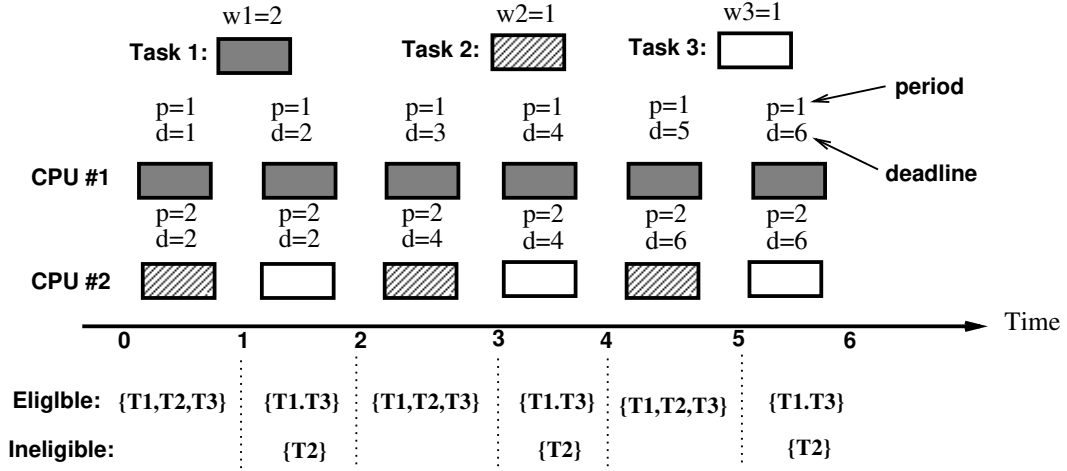 w1=2 w2=1 w3=1
Task 1: Task 2: Task 3:
period
p=1 p=1 p=1 p=1 p=1 p=1
d=1 d=2 d=3 d=4 d=5 d=6
CPU #1
deadline
p=2 p=2 p=2 p=2 p=2 p=2
d=2 d=2 d=4 d=4 d=6 d=6
CPU #2
Time
0 1 2 3 4 5 6
EligIble: {T1,T2,T3} {T1.T3} {T1,T2,T3} {T1.T3} {T1,T2,T3} {T1.T3}
Ineligible: {T2} {T2} {T2}